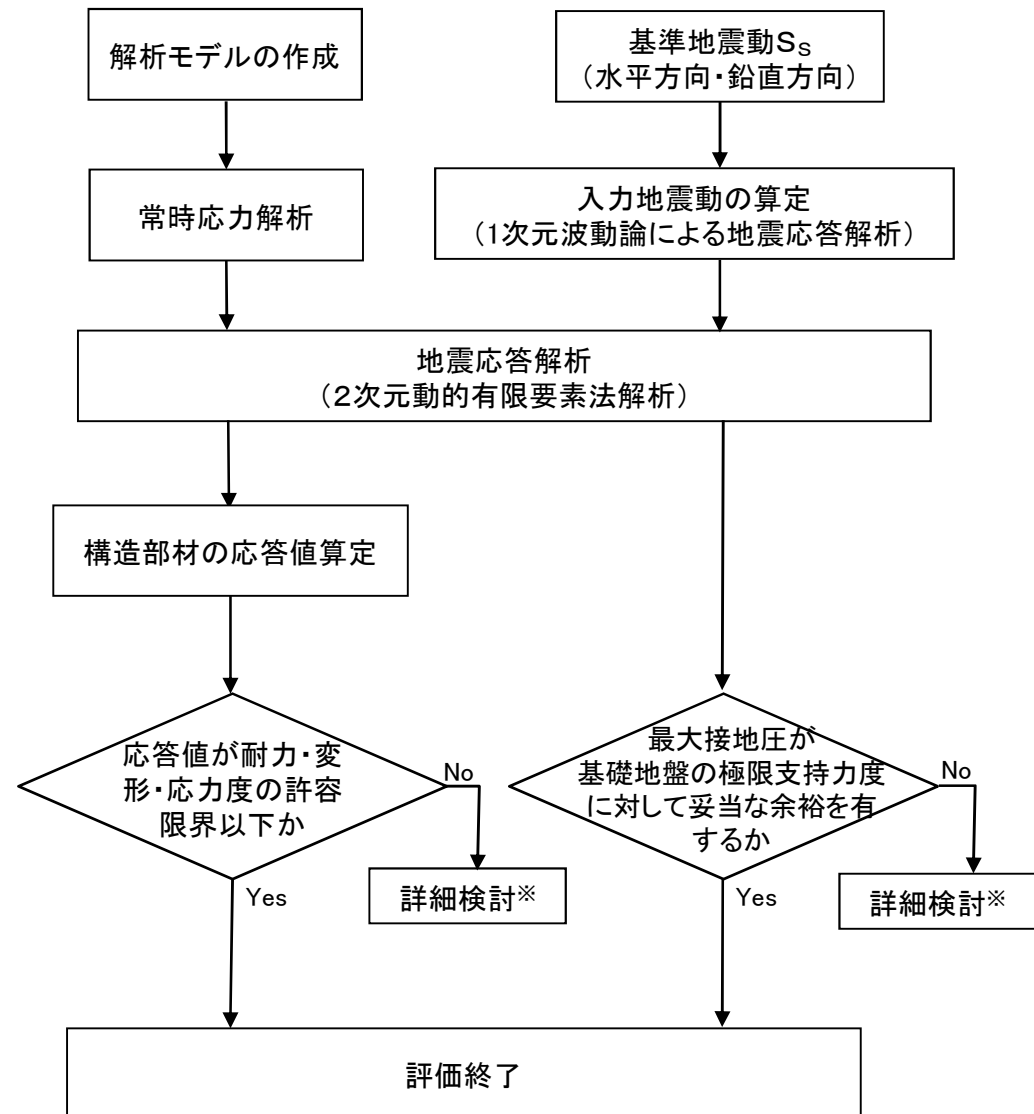 解析モデルの作成
基準地震動Ss
(水平方向・鉛直方向)
常時応力解析
入力地震動の算定
(1次元波動論による地震応答解析)
地震応答解析
(2次元動的有限要素法解析)
構造部材の応答値算定
応答値が耐力・変
形・応力度の許容
限界以下か
No
Yes
詳細検討※
最大接地圧が
基礎地盤の極限支持力度
に対して妥当な余裕を有
するか
No
Yes
詳細検討※
評価終了